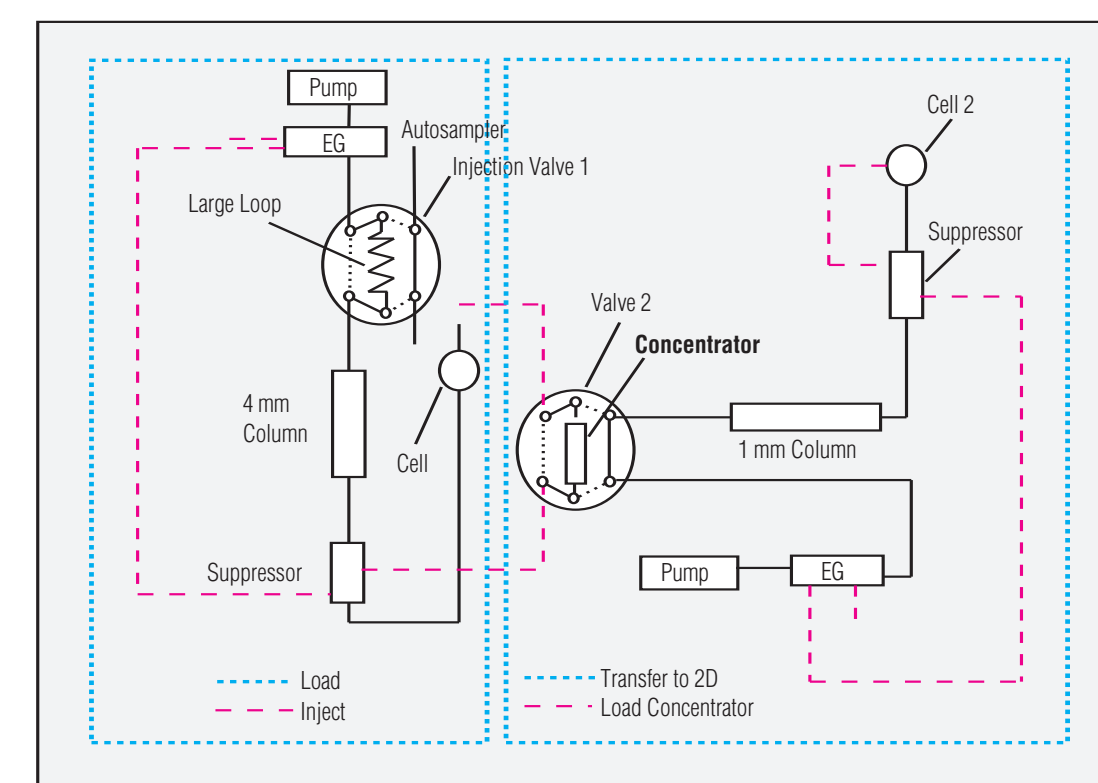 Pump
EG
Autosampler
Injection Valve 1
Large Loop
4 mm
Column
Cell
Suppressor
Load
Inject
Cell 2
Suppressor
Valve 2
Concentrator
1 mm Column
Pump
EG
Transfer to 2D
Load Concentrator